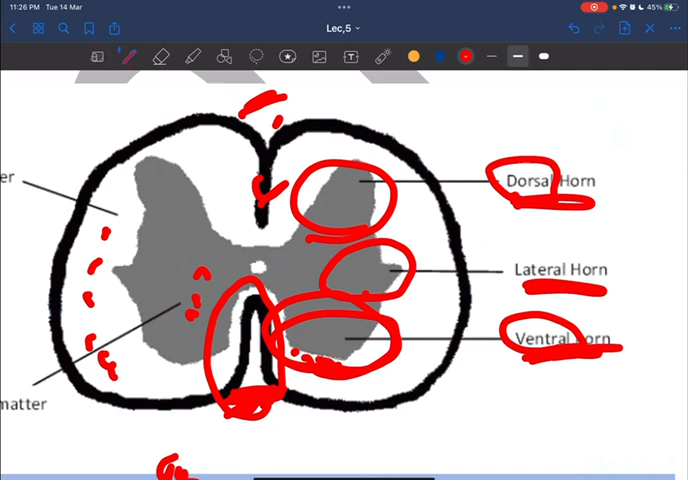 11:26 PM Tue 14 Mar
45%
Lec,5
er
Dorsal Horn
Lateral Horn
Ventral Horn
matter